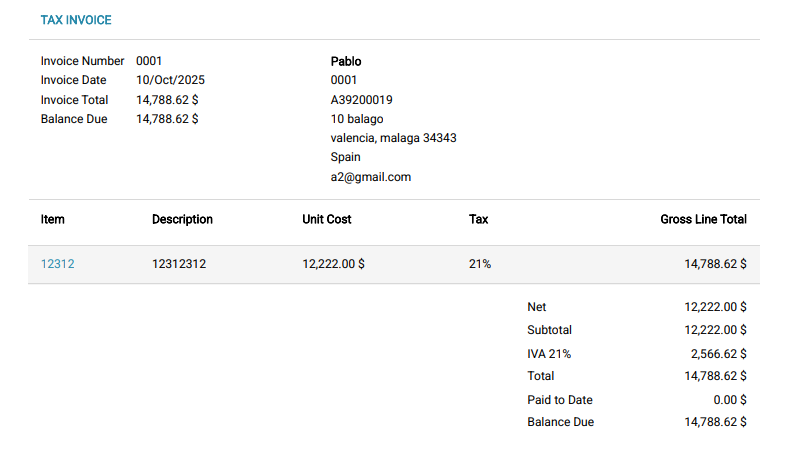 TAX INVOICE
Invoice Number 0001
Invoice Date 10/Oct/2025
Invoice Total 14,788.62 $
Balance Due 14,788.62 $
Pablo
0001
A39200019
10 balago
valencia, malaga 34343
Spain
a2@gmail.com
Item Description Unit Cost Tax Gross Line Total
12312 12312312 12,222.00 $ 21% 14,788.62 $
Net 12,222.00 $
Subtotal 12,222.00 $
IVA 21% 2,566.62 $
Total 14,788.62 $
Paid to Date 0.00 $
Balance Due 14,788.62 $